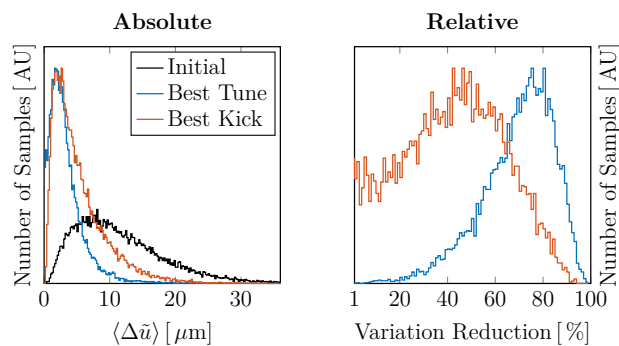 Absolute
Number of Samples [ AU]
Initial
Best Tune
Best Kick
0 10 20 30
⟨Δũ⟩ [ μm]
Relative
Number of Samples [ AU]
1 20 40 60 80 100
Variation Reduction [ %]